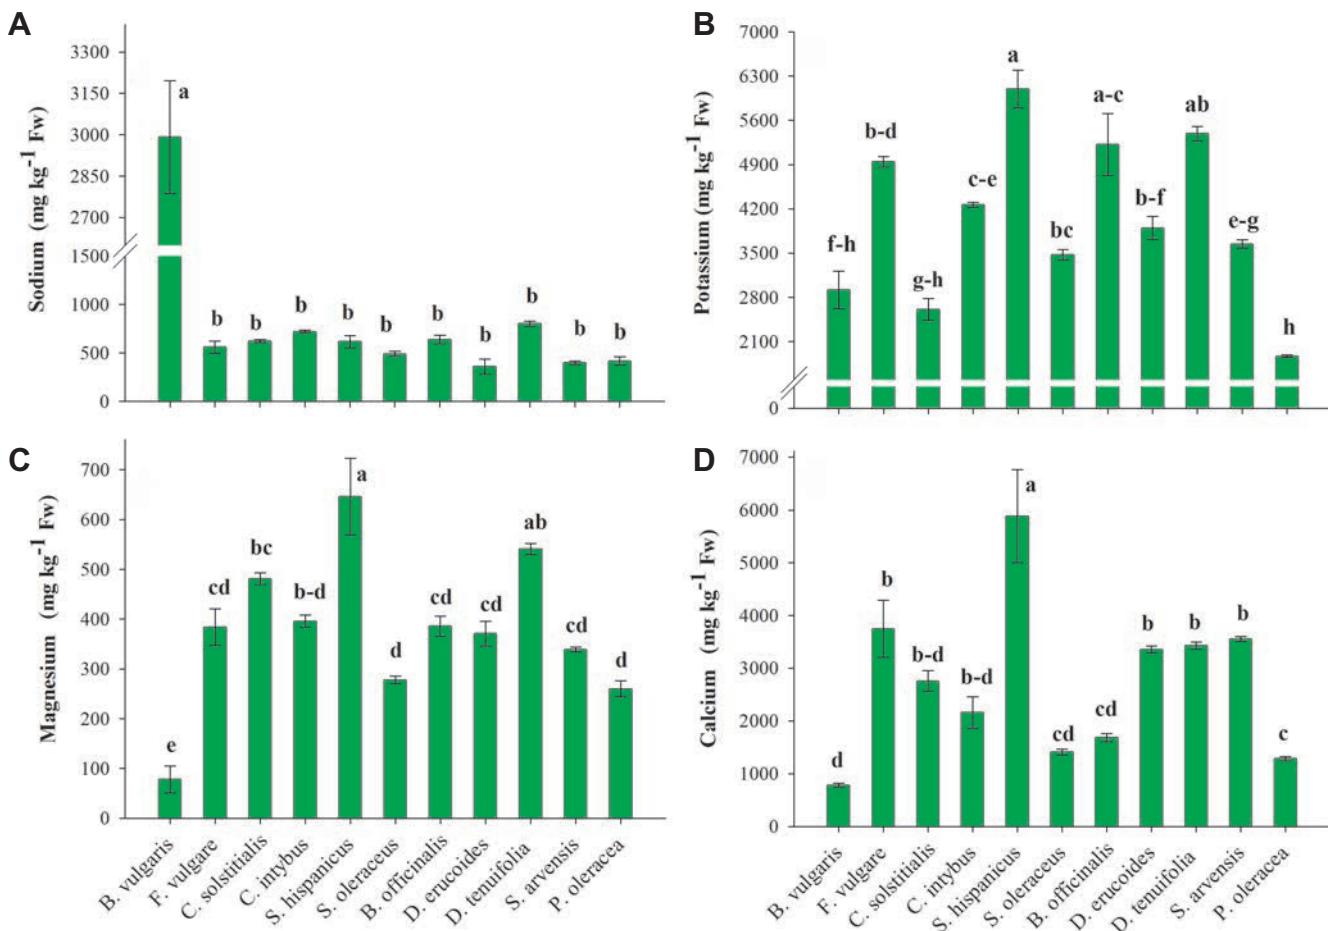 A
Sodium (mg kg-1 Fw)
3300
3150
3000
2850
2700
1500
1000
500
0
a
b
b
b
b
b
b
b
b
b
b
B
Potassium (mg kg-1 Fw)
7000
6300
5600
4900
4200
3500
2800
2100
0
f-h
b-d
g-h
c-e
a
bc
a-c
b-f
ab
e-g
h
C
Magnesium (mg kg-1 Fw)
700
600
500
400
300
200
100
0
e
cd
bc
b-d
a
d
cd
cd
ab
cd
d
B. vulgaris
F. vulgare
C. solstitialis
C. intybus
S. hispanicus
S. oleraceus
B. officinalis
D. erucoides
D. tenuifolia
S. arvensis
P. oleracea
D
Calcium (mg kg-1 Fw)
7000
6000
5000
4000
3000
2000
1000
0
d
b
b-d
b-d
a
cd
cd
b
b
b
c
B. vulgaris
F. vulgare
C. solstitialis
C. intybus
S. hispanicus
S. oleraceus
B. officinalis
D. erucoides
D. tenuifolia
S. arvensis
P. oleracea